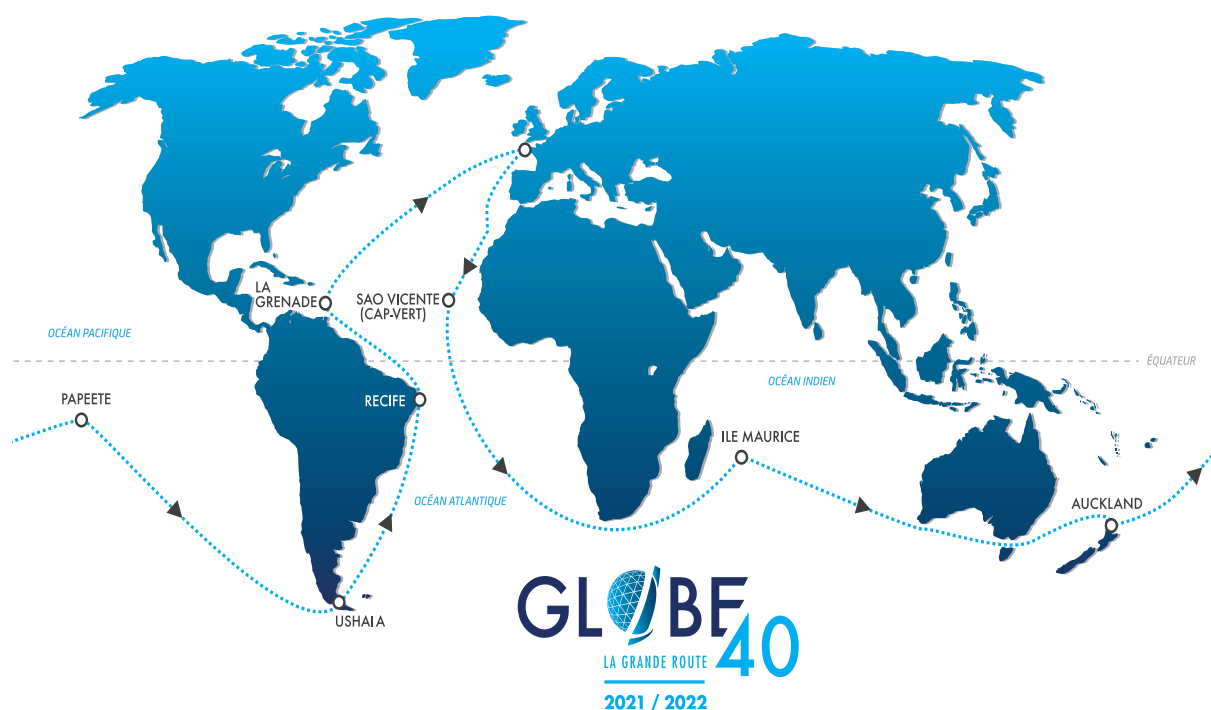 LA
GRENADE
SAO VICENTE
(CAP-VERT)
OCÉAN PACIFIQUE
ÉQUATEUR
OCÉAN INDIEN
PAPEETE
RECIFE
ILE MAURICE
OCÉAN ATLANTIQUE
AUCKLAND
USHAIA
GLOBE
40
LA GRANDE ROUTE
2021 / 2022